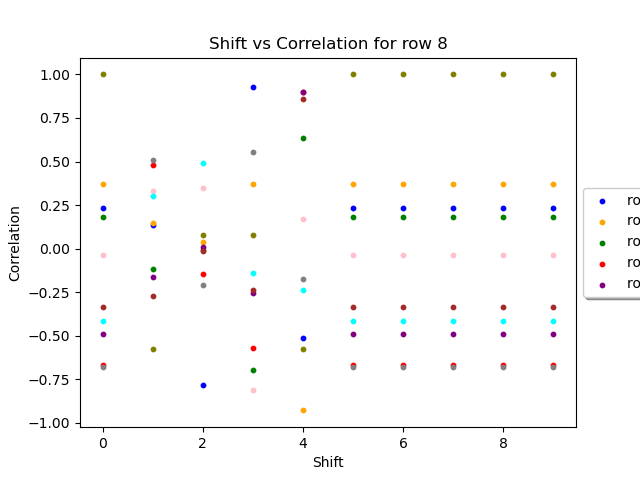 Shift vs Correlation for row 8
1.00
0.75
0.50
0.25
0.00
−0.25
−0.50
−0.75
−1.00
Correlation
0 2 4 6 8
Shift
ro
ro
ro
ro
ro